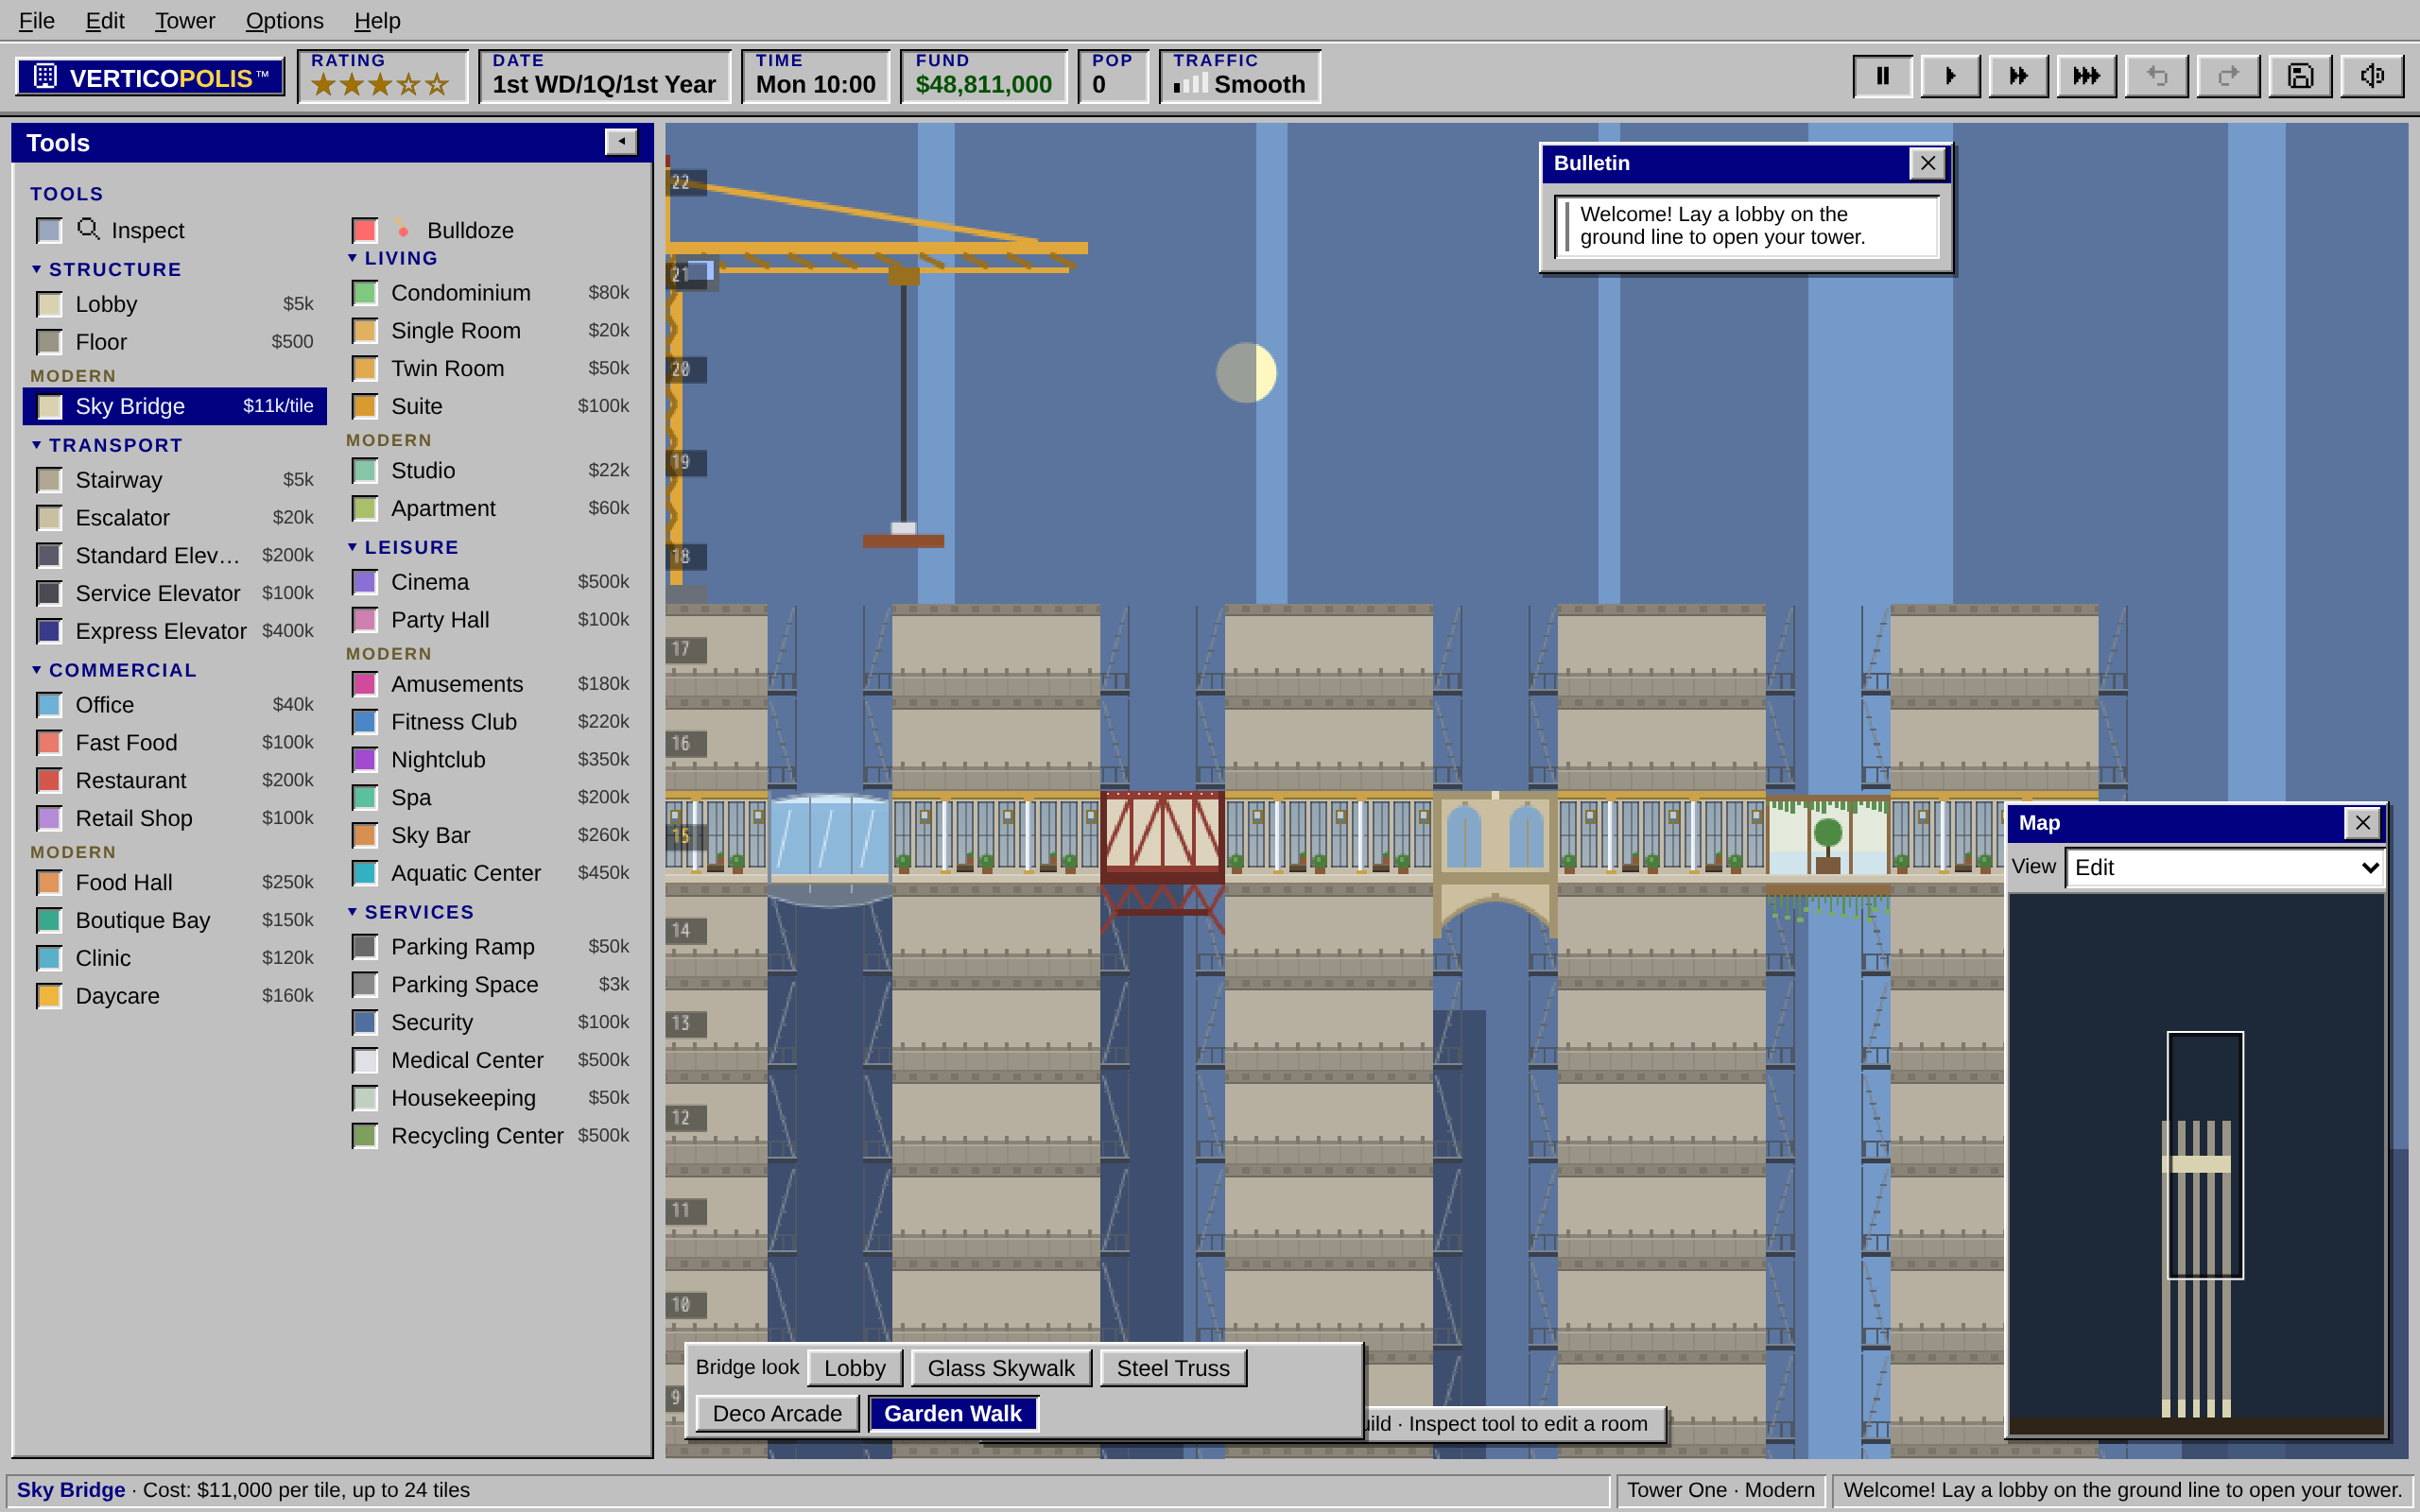 File Edit Tower Options Help
VERTICOPOLIS™
RATING
★★★☆☆
DATE
1st WD/1Q/1st Year
TIME
Mon 10:00
FUND
$48,811,000
POP
0
TRAFFIC
Smooth
Tools
TOOLS
Inspect
Bulldoze
STRUCTURE
Lobby $5k
Floor $500
MODERN
Sky Bridge $11k/tile
TRANSPORT
Stairway $5k
Escalator $20k
Standard Elev… $200k
Service Elevator $100k
Express Elevator $400k
COMMERCIAL
Office $40k
Fast Food $100k
Restaurant $200k
Retail Shop $100k
MODERN
Food Hall $250k
Boutique Bay $150k
Clinic $120k
Daycare $160k
LIVING
Condominium $80k
Single Room $20k
Twin Room $50k
Suite $100k
MODERN
Studio $22k
Apartment $60k
LEISURE
Cinema $500k
Party Hall $100k
MODERN
Amusements $180k
Fitness Club $220k
Nightclub $350k
Spa $200k
Sky Bar $260k
Aquatic Center $450k
SERVICES
Parking Ramp $50k
Parking Space $3k
Security $100k
Medical Center $500k
Housekeeping $50k
Recycling Center $500k
22
21
20
19
18
17
16
15
14
13
12
11
10
9
Bulletin
Welcome! Lay a lobby on the
ground line to open your tower.
Map
View Edit
Bridge look Lobby Glass Skywalk Steel Truss
Deco Arcade Garden Walk
· Inspect tool to edit a room
Sky Bridge · Cost: $11,000 per tile, up to 24 tiles
Tower One · Modern
Welcome! Lay a lobby on the ground line to open your tower.